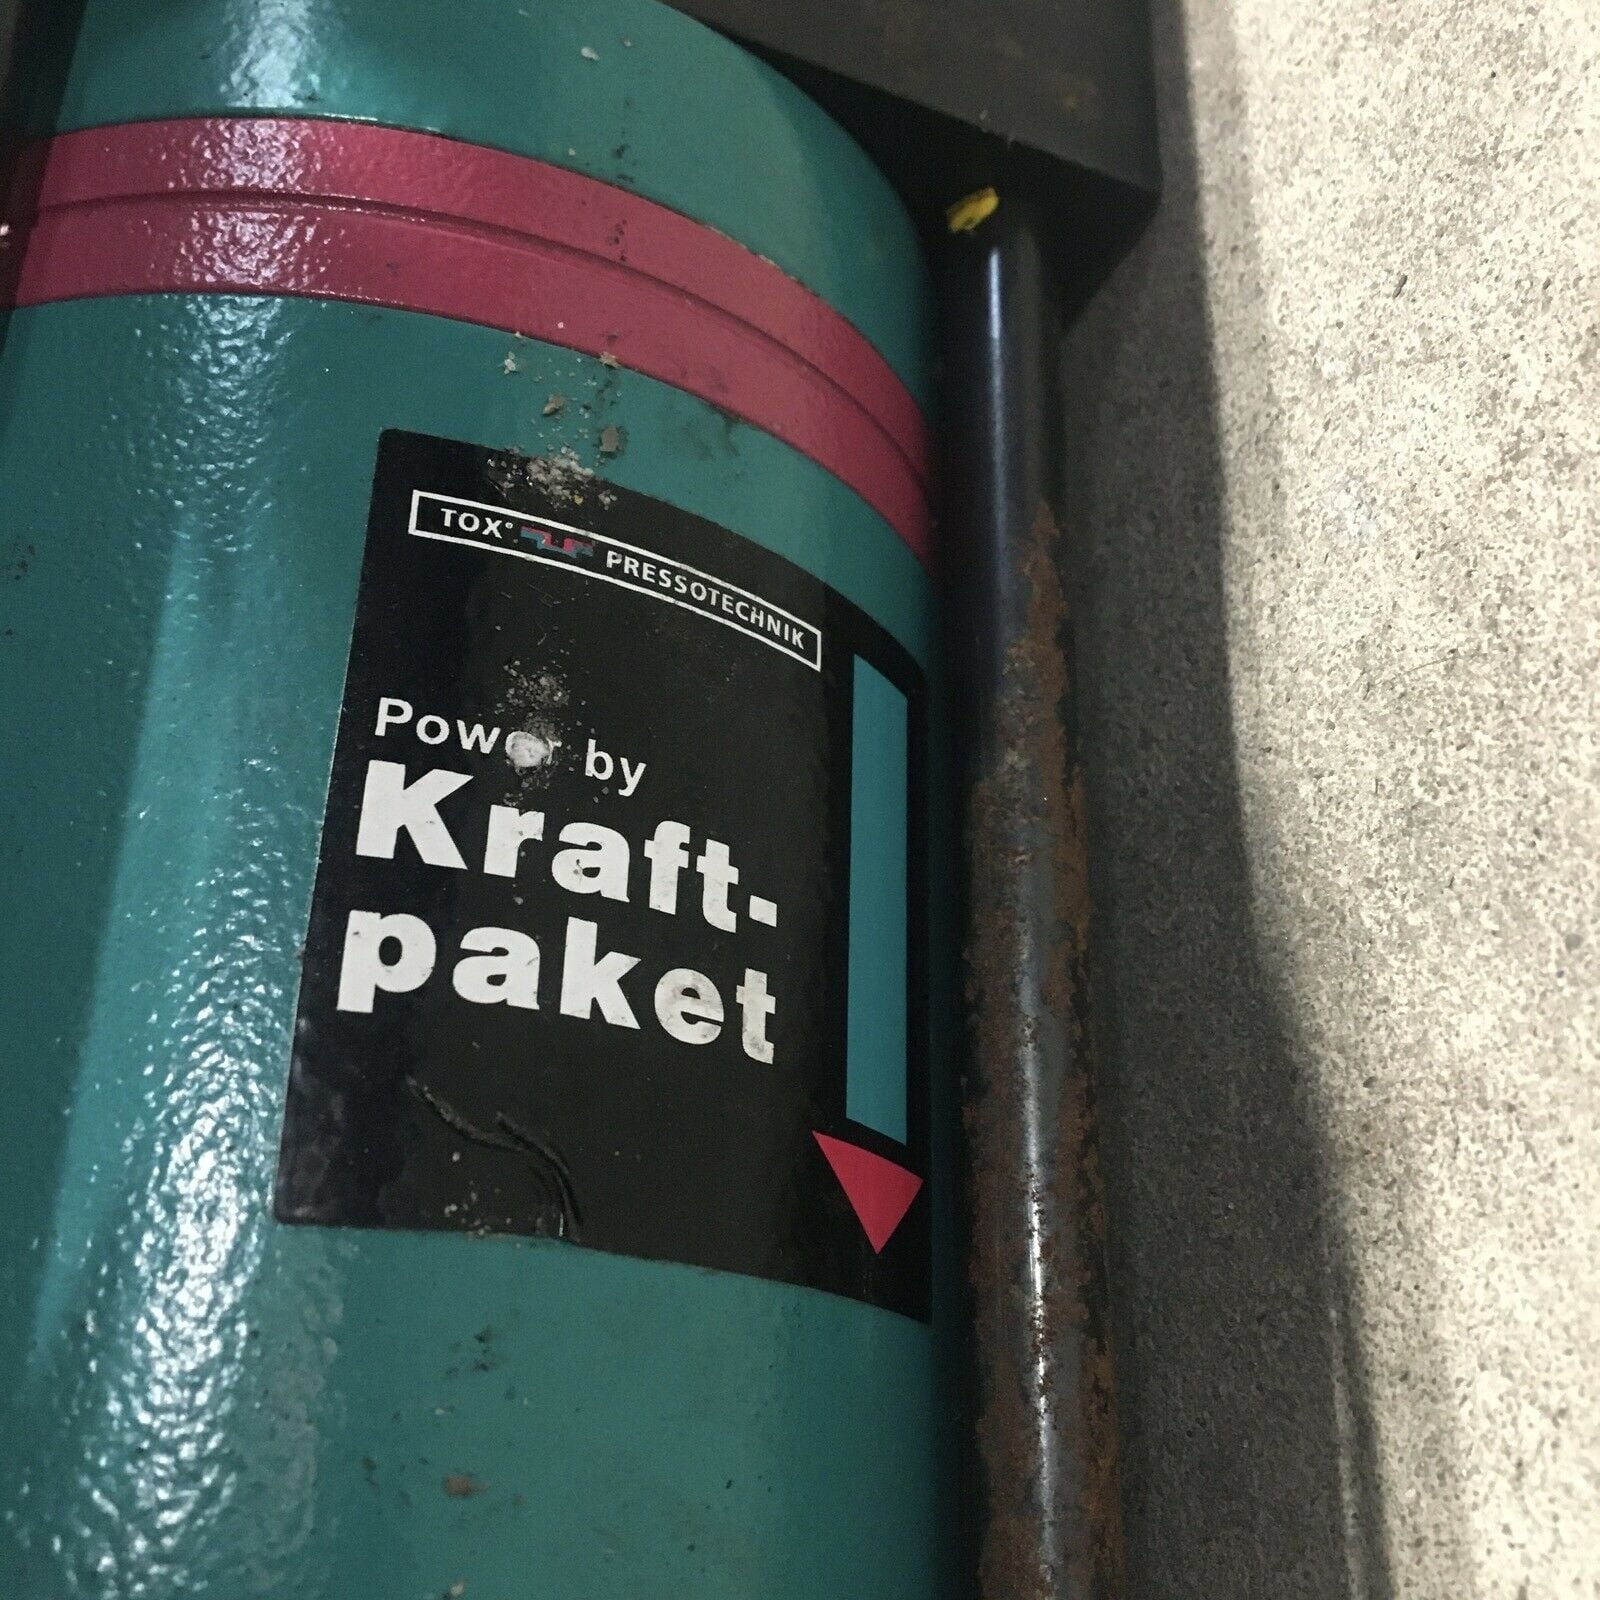 TOX® PRESSOTECHNIK
Power by
Kraft-
paket